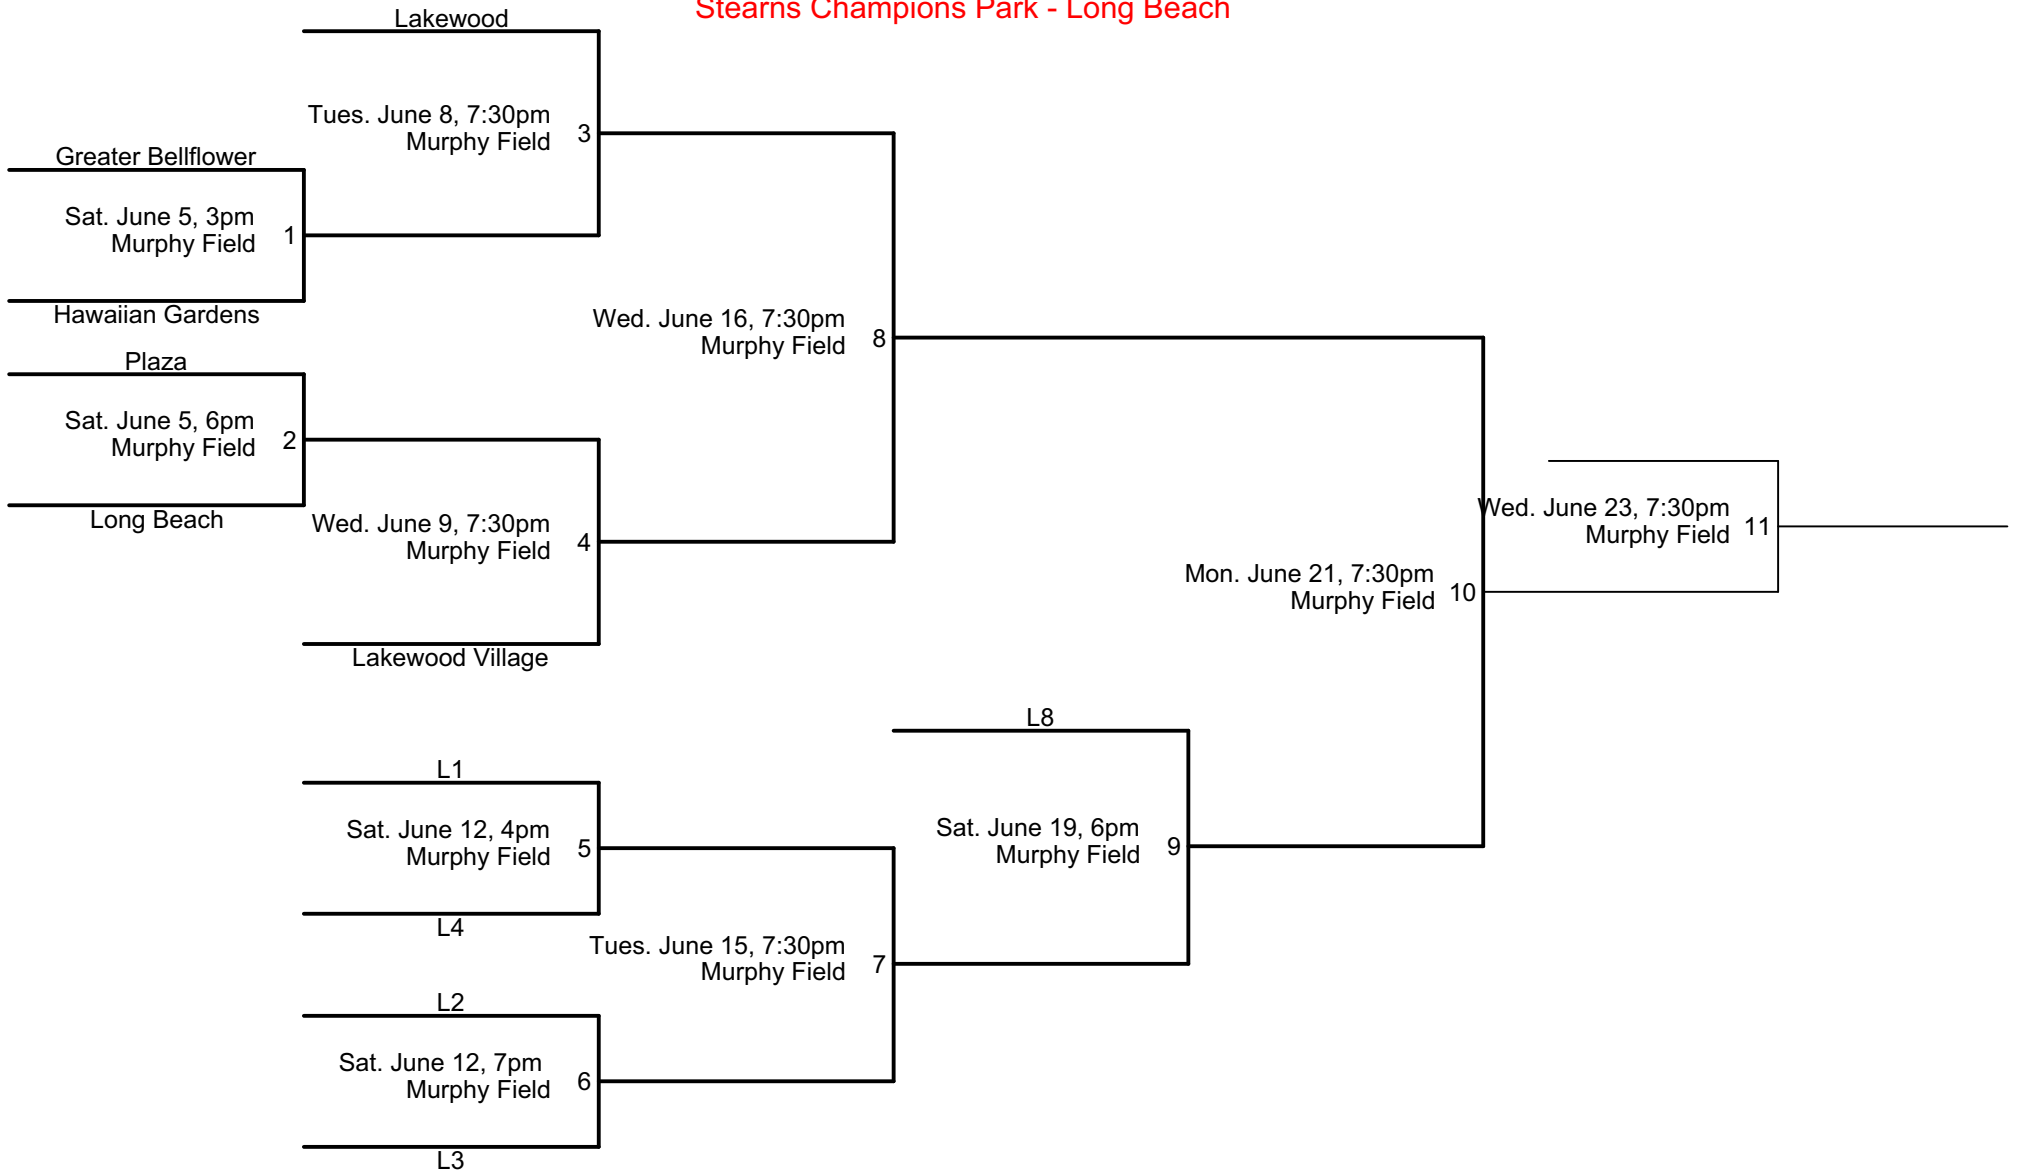 Stearns Champions Park - Long Beach
Lakewood
Tues. June 8, 7:30pm
Murphy Field
3
Greater Bellflower
Sat. June 5, 3pm
Murphy Field
1
Hawaiian Gardens
Wed. June 16, 7:30pm
Murphy Field
8
Plaza
Sat. June 5, 6pm
Murphy Field
2
Long Beach
Wed. June 9, 7:30pm
Murphy Field
4
Wed. June 23, 7:30pm
Murphy Field
11
Mon. June 21, 7:30pm
Murphy Field
10
Lakewood Village
L8
L1
Sat. June 12, 4pm
Murphy Field
5
L4
Sat. June 19, 6pm
Murphy Field
9
Tues. June 15, 7:30pm
Murphy Field
7
L2
Sat. June 12, 7pm
Murphy Field
6
L3